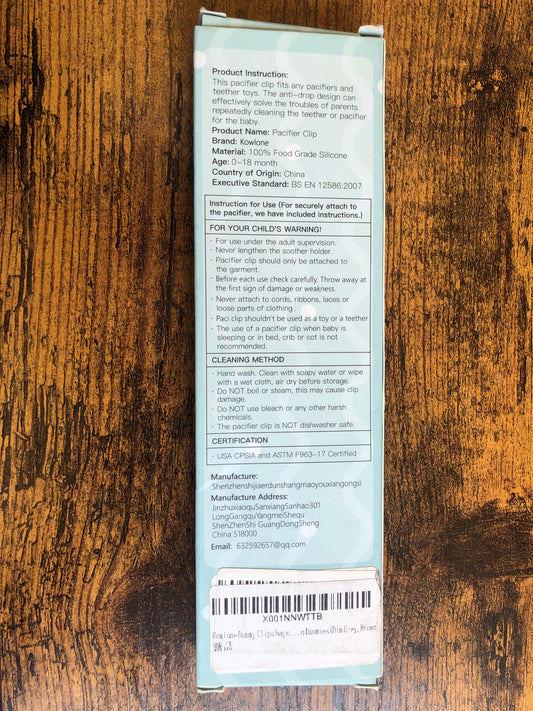 Product Instruction:
This pacifier clip fits any pacifiers and
teether toys. The anti-drop design can
effectively solve the troubles of parents
repeatedly cleaning the teether or pacifier
for the baby.
Product Name: Pacifier Clip
Brand: Kowlone
Material: 100% Food Grade Silicone
Age: 0~18 month
Country of Origin: China
Executive Standard: BS EN 12586:2007
Instruction for Use (For securely attach to
the pacifier, we have included instructions.)
FOR YOUR CHILD'S WARNING!
· For use under the adult supervision.
· Never lengthen the soother holder.
· Pacifier clip should only be attached to
the garment.
· Before each use check carefully. Throw away at
the first sign of damage or weakness.
· Never attach to cords, ribbons, laces or
loose parts of clothing
· Paci clip shouldn't be used as a toy or a teether
· The use of a pacifier clip when baby is
sleeping or in bed, crib or cot is not
recommended.
CLEANING METHOD
· Hand wash. Clean with soapy water or wipe
with a wet cloth, air dry before storage.
· Do NOT boil or steam, this may cause clip
damage.
· Do NOT use bleach or any other harsh
chemicals.
· The pacifier clip is NOT dishwasher safe.
CERTIFICATION
· USA CPSIA and ASTM F963-17 Certified
Manufacture:
Shenzhenshijiaerdunshangmaoyouxiangongsi
Manufacture Address:
JinzhuxiaoquSanxiangSanhao301
LongGangquYangmeiShequ
ShenZhenShi GuangDongSheng
China 518000
Email: 632592657@qq.com
X001NNWTTB
Kowlone Dummy Clips bags ... n Dummies (Dim Grey, Brown,
新品